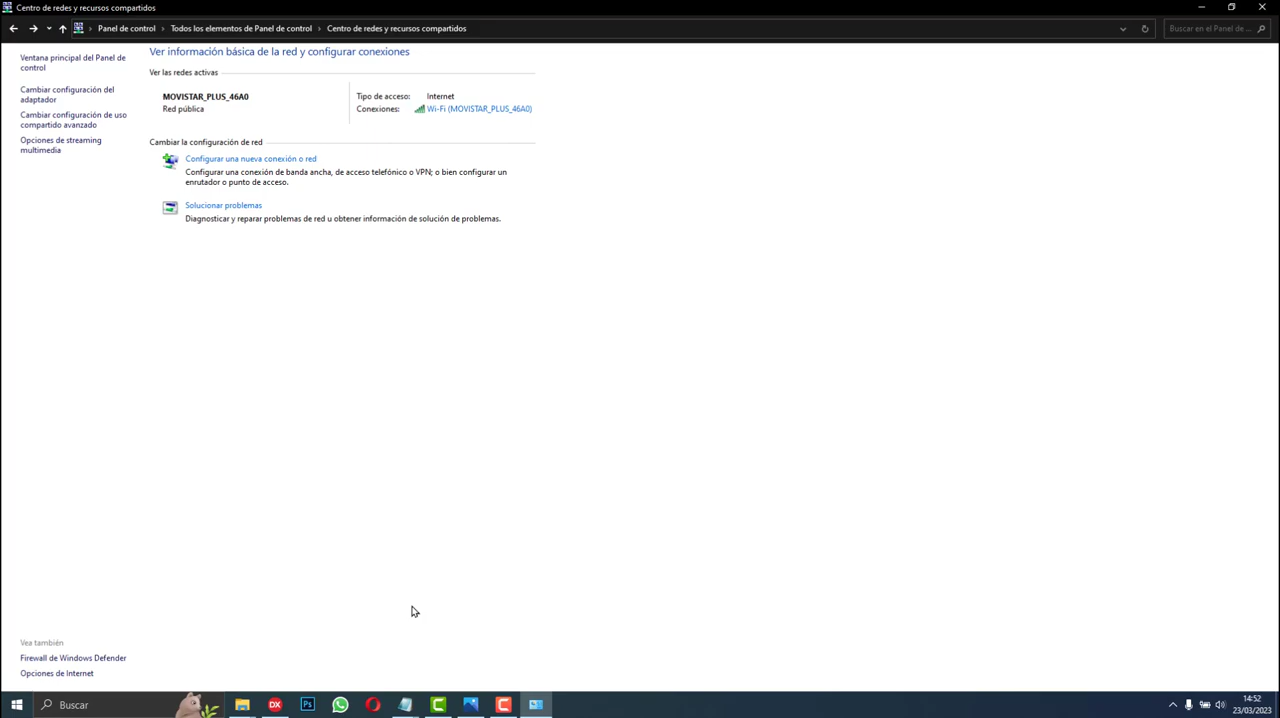 Centro de redes y recursos compartidos
Panel de control > Todos los elementos de Panel de control > Centro de redes y recursos compartidos
Buscar en el Panel de ...
Ventana principal del Panel de
control
Cambiar configuración del
adaptador
Cambiar configuración de uso
compartido avanzado
Opciones de streaming
multimedia
Ver información básica de la red y configurar conexiones
Ver las redes activas
MOVISTAR_PLUS_46A0
Red pública
Tipo de acceso: Internet
Conexiones: Wi-Fi (MOVISTAR_PLUS_46A0)
Cambiar la configuración de red
Configurar una nueva conexión o red
Configurar una conexión de banda ancha, de acceso telefónico o VPN; o bien configurar un
enrutador o punto de acceso.
Solucionar problemas
Diagnosticar y reparar problemas de red u obtener información de solución de problemas.
Vea también
Firewall de Windows Defender
Opciones de Internet
Buscar
DX
Ps
C
C
14:52
23/03/2023